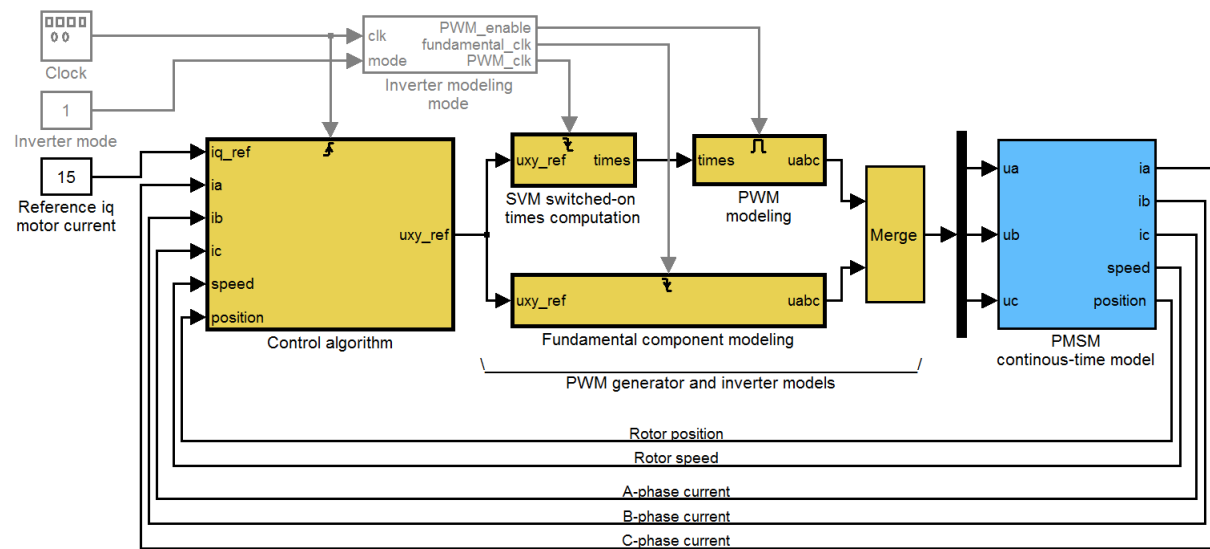 Clock
1
Inverter mode
clk
mode
PWM_enable
fundamental_clk
PWM_clk
Inverter modeling
mode
15
Reference iq
motor current
iq_ref
ia
ib
ic
speed
position
uxy_ref
Control algorithm
uxy_ref
times
SVM switched-on
times computation
times
uabc
PWM
modeling
uxy_ref
uabc
Fundamental component modeling
Merge
PWM generator and inverter models
ua
ub
uc
ia
ib
ic
speed
position
PMSM
continous-time model
Rotor position
Rotor speed
A-phase current
B-phase current
C-phase current